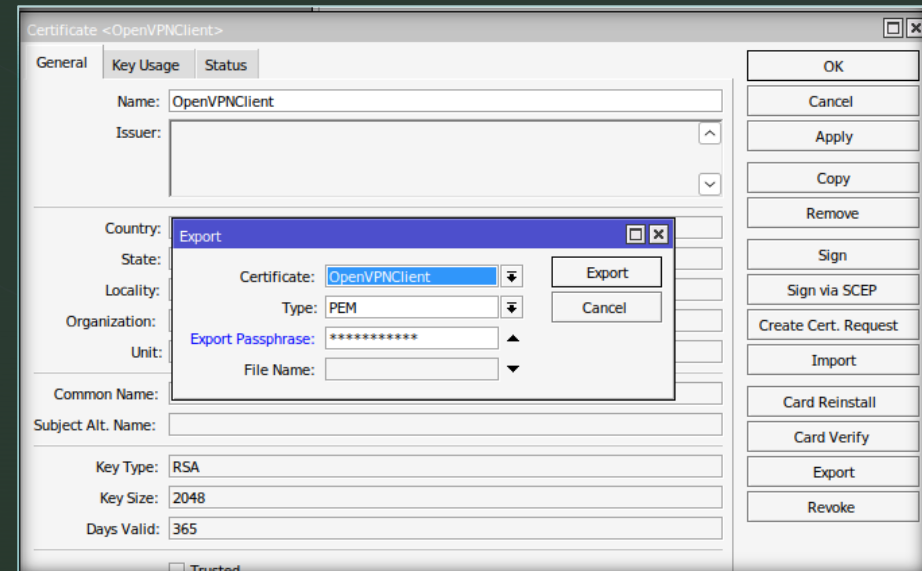 Certificate <OpenVPNClient>
General Key Usage Status
Name: OpenVPNClient
Issuer:
Country:
State:
Locality:
Organization:
Unit:
Common Name:
Subject Alt. Name:
Key Type: RSA
Key Size: 2048
Days Valid: 365
Trusted
Export
Certificate: OpenVPNClient
Type: PEM
Export Passphrase: ***********
File Name:
Export
Cancel
OK
Cancel
Apply
Copy
Remove
Sign
Sign via SCEP
Create Cert. Request
Import
Card Reinstall
Card Verify
Export
Revoke